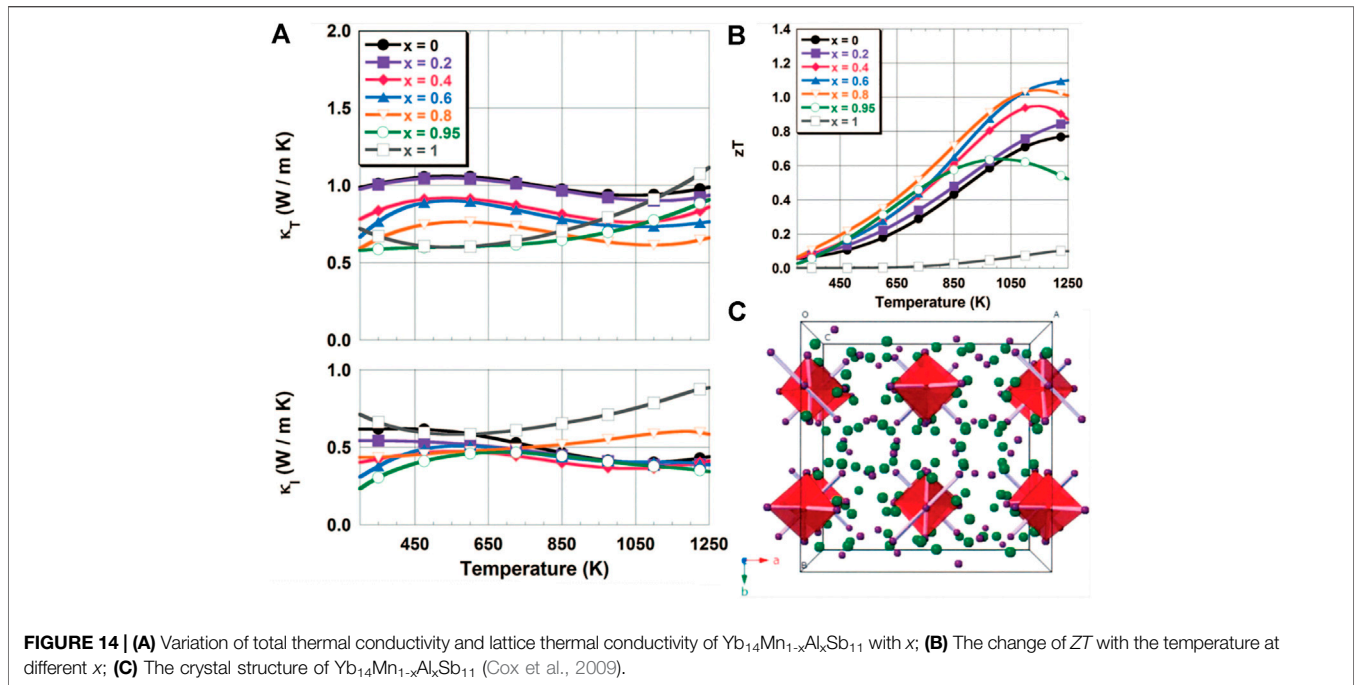 A
2.0
1.5
1.0
0.5
0.0
κT (W / m K)
x = 0
x = 0.2
x = 0.4
x = 0.6
x = 0.8
x = 0.95
x = 1
1.0
0.5
0.0
κl (W / m K)
450 650 850 1050 1250
Temperature (K)
B
1.4
1.2
1.0
0.8
0.6
0.4
0.2
0.0
zT
x = 0
x = 0.2
x = 0.4
x = 0.6
x = 0.8
x = 0.95
x = 1
450 650 850 1050 1250
Temperature (K)
C
O
A
C
B
a
b
FIGURE 14 | (A) Variation of total thermal conductivity and lattice thermal conductivity of Yb14Mn1-xAlxSb11 with x; (B) The change of ZT with the temperature at
different x; (C) The crystal structure of Yb14Mn1-xAlxSb11 (Cox et al., 2009).